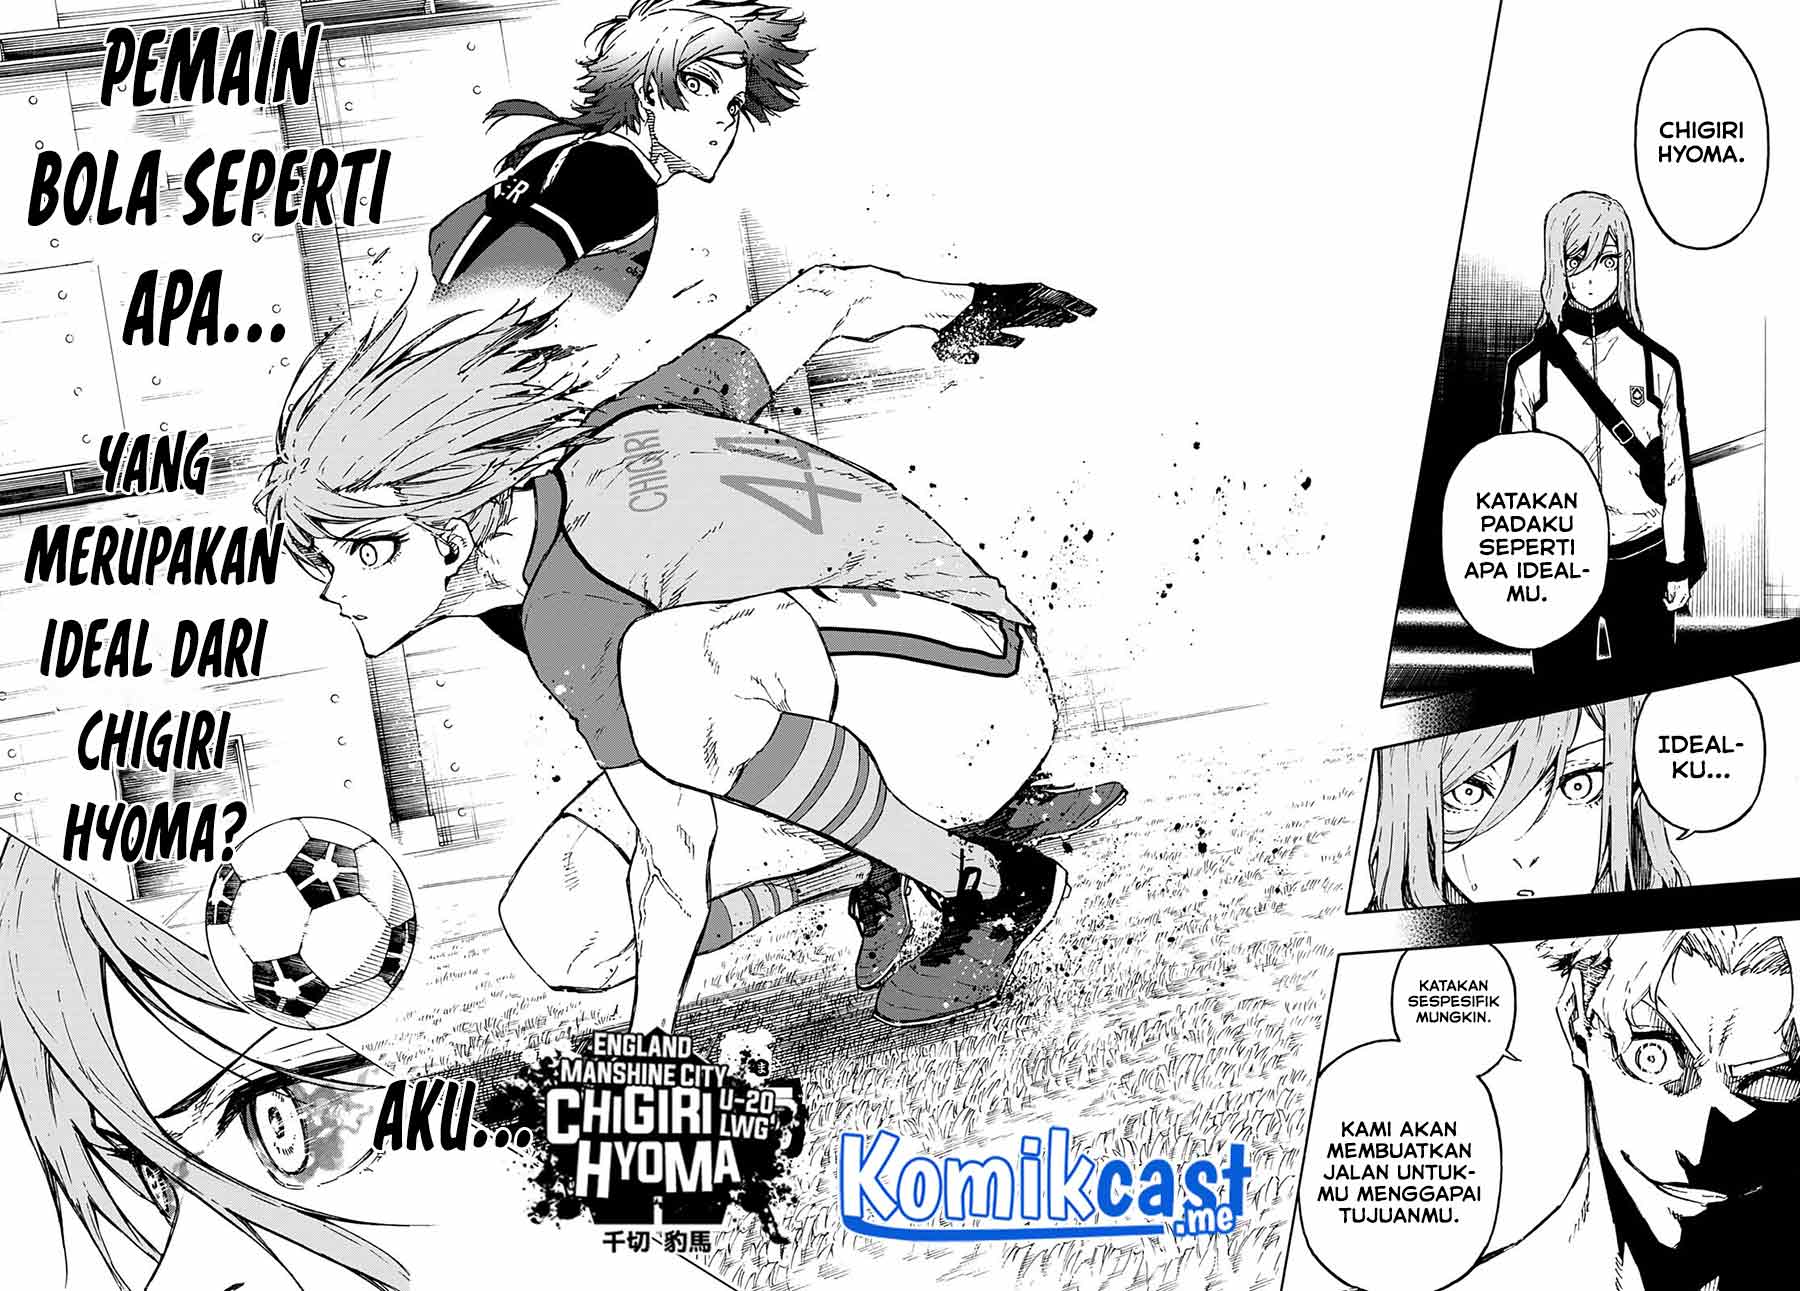 CHIGIRI
HYOMA.
KATAKAN
PADAKU
SEPERTI
APA IDEAL-
MU.
IDEAL-
KU...
KATAKAN
SESPESIFIK
MUNGKIN.
KAMI AKAN
MEMBUATKAN
JALAN UNTUK-
MU MENGGAPAI
TUJUANMU.
PEMAIN
BOLA SEPERTI
APA...
YANG
MERUPAKAN
IDEAL DARI
CHIGIRI
HYOMA?
CHIGIRI
44
AKU...
ENGLAND
MANSHINE CITY
CHIGIRI U-20
LWG
HYOMA
千切 豹馬
Komikcast
.me